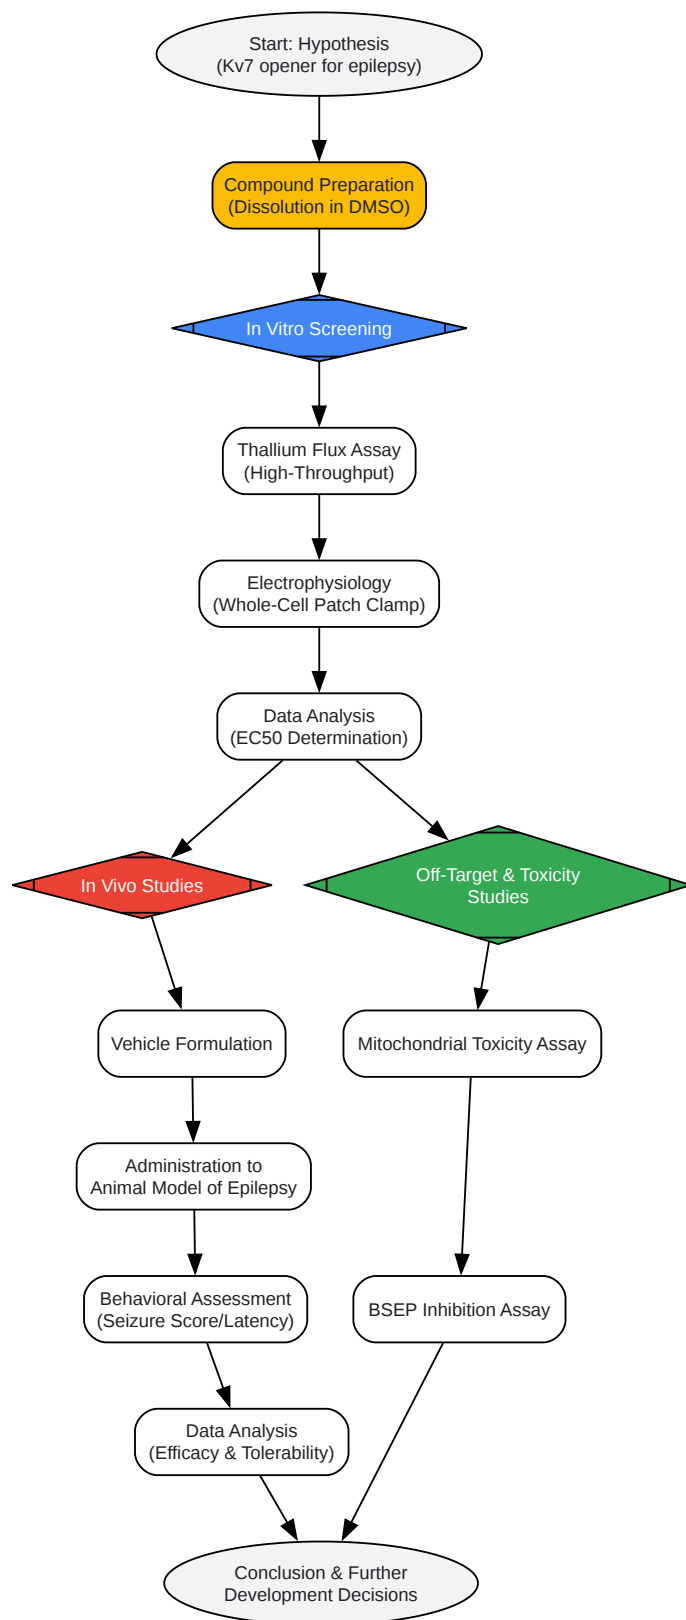 Start: Hypothesis
(Kv7 opener for epilepsy)
Compound Preparation
(Dissolution in DMSO)
In Vitro Screening
Thallium Flux Assay
(High-Throughput)
Electrophysiology
(Whole-Cell Patch Clamp)
Data Analysis
(EC50 Determination)
In Vivo Studies
Off-Target & Toxicity
Studies
Vehicle Formulation
Mitochondrial Toxicity Assay
Administration to
Animal Model of Epilepsy
Behavioral Assessment
(Seizure Score/Latency)
BSEP Inhibition Assay
Data Analysis
(Efficacy & Tolerability)
Conclusion & Further
Development Decisions